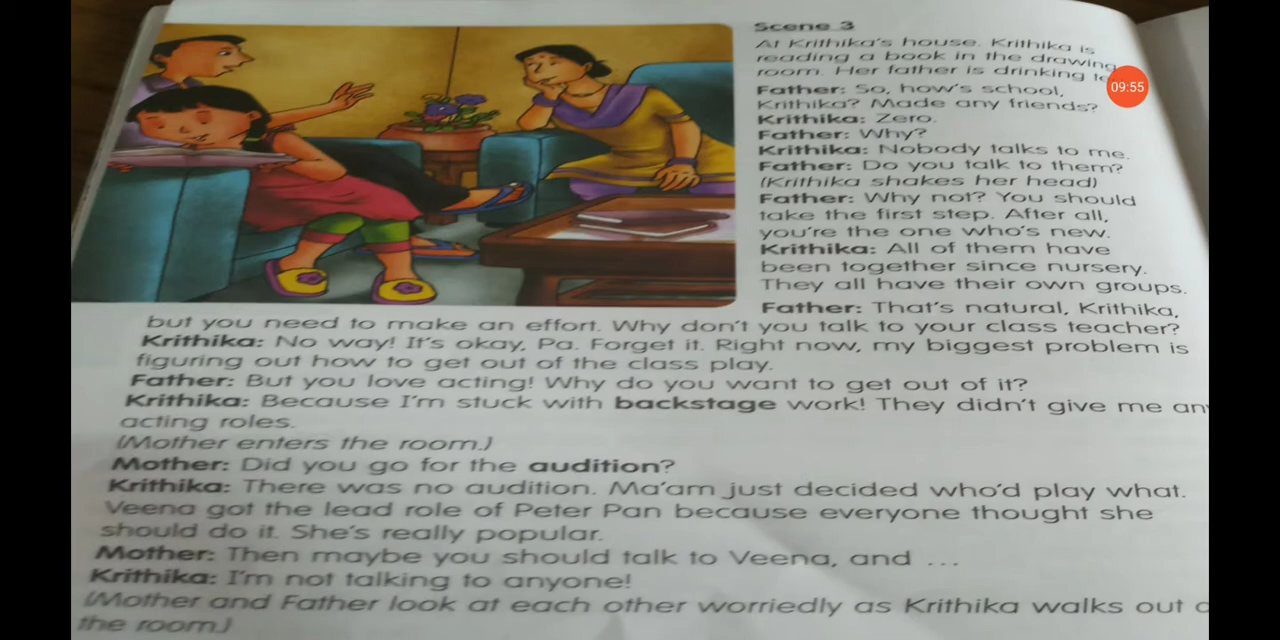 Scene 3
At Krithika's house. Krithika is
reading a book in the drawing
room. Her father is drinking
09:55
Father: So, how's school,
Krithika? Made any friends?
Krithika: Zero.
Father: Why?
Krithika: Nobody talks to me.
Father: Do you talk to them?
(Krithika shakes her head)
Father: Why not? You should
take the first step. After all,
you're the one who's new.
Krithika: All of them have
been together since nursery.
They all have their own groups.
Father: That's natural, Krithika,
but you need to make an effort. Why don't you talk to your class teacher?
Krithika: No way! It's okay, Pa. Forget it. Right now, my biggest problem is
figuring out how to get out of the class play.
Father: But you love acting! Why do you want to get out of it?
Krithika: Because I'm stuck with backstage work! They didn't give me
acting roles.
(Mother enters the room.)
Mother: Did you go for the audition?
Krithika: There was no audition. Ma'am just decided who'd play what.
Veena got the lead role of Peter Pan because everyone thought she
should do it. She's really popular.
Mother: Then maybe you should talk to Veena, and ...
Krithika: I'm not talking to anyone!
(Mother and Father look at each other worriedly as Krithika walks out
the room.)